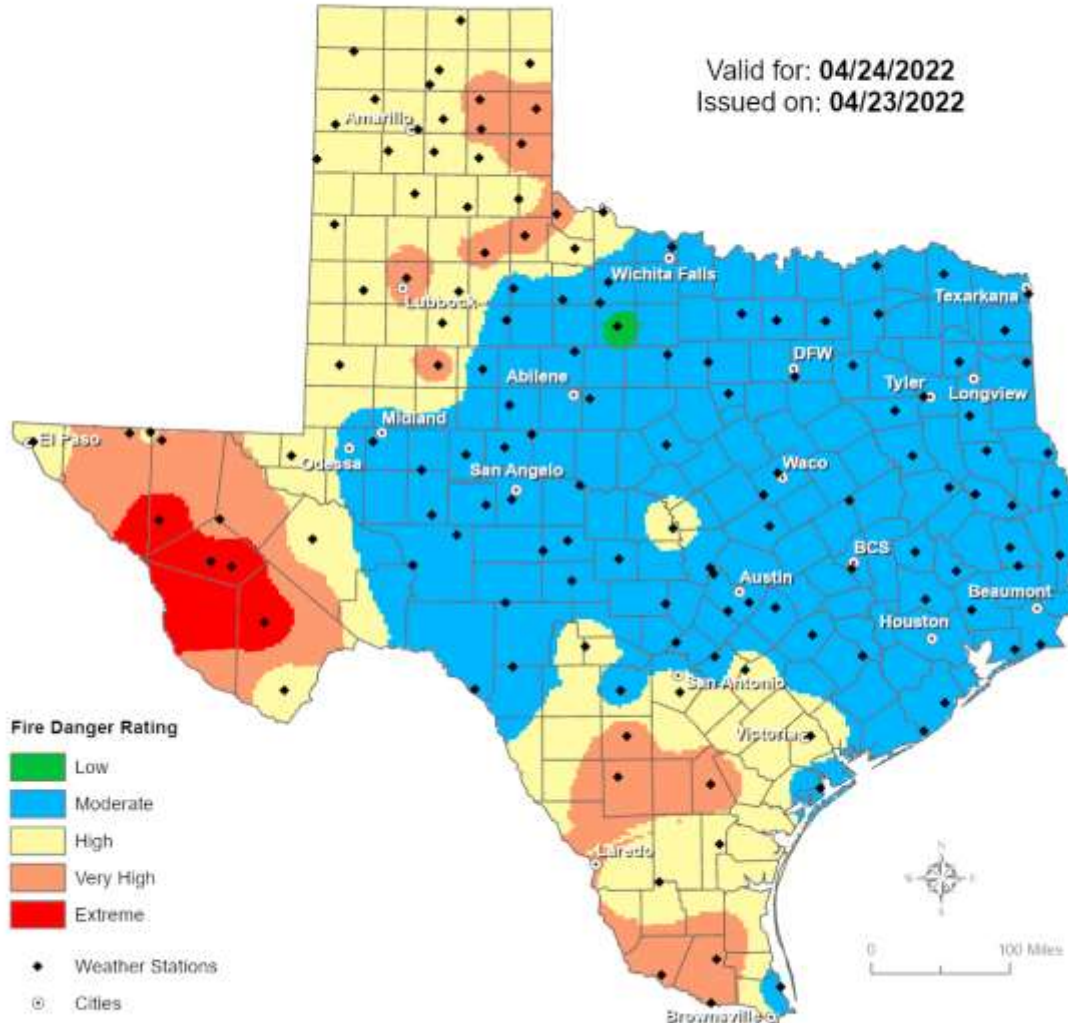 Valid for: 04/24/2022
Issued on: 04/23/2022
Amarillo
Wichita Falls
Lubbock
Texarkana
DFW
Abilene
Tyler
Longview
Midland
El Paso
Odessa
San Angelo
Waco
BCS
Austin
Beaumont
Houston
San Antonio
Victoria
Laredo
Brownsville
Fire Danger Rating
Low
Moderate
High
Very High
Extreme
Weather Stations
Cities
N
W
E
S
0 100 Miles